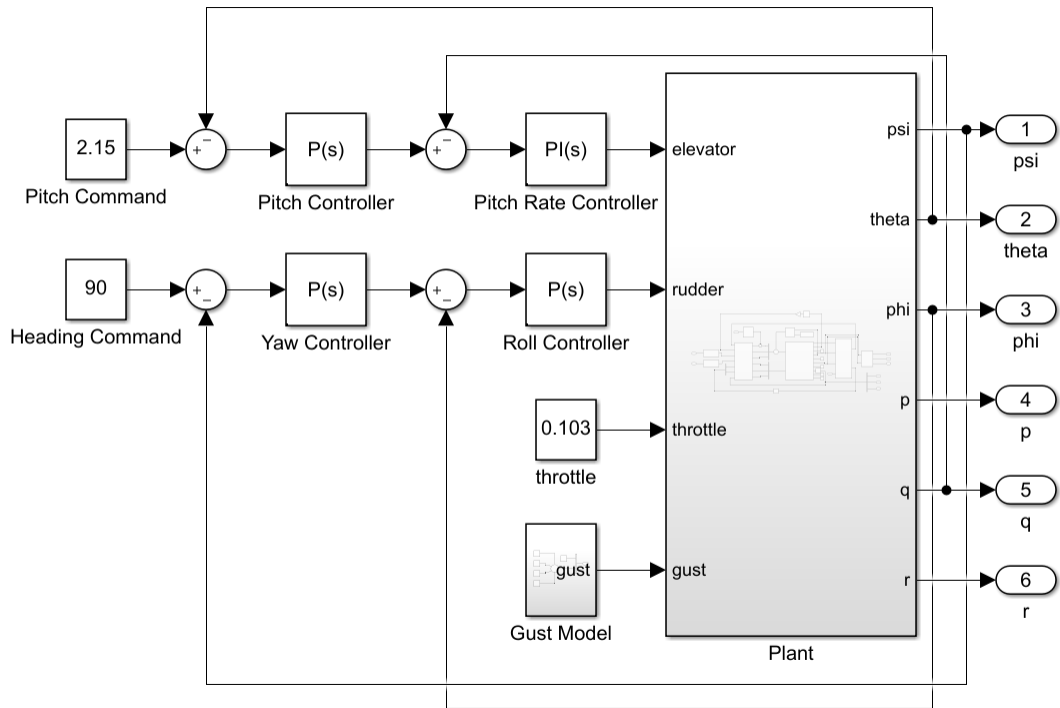 2.15
Pitch Command
+
−
P(s)
Pitch Controller
+
−
PI(s)
Pitch Rate Controller
elevator
psi
1
psi
theta
2
theta
90
Heading Command
+
−
P(s)
Yaw Controller
+
−
P(s)
Roll Controller
rudder
phi
3
phi
0.103
throttle
throttle
p
4
p
q
5
q
gust
Gust Model
gust
r
6
r
Plant